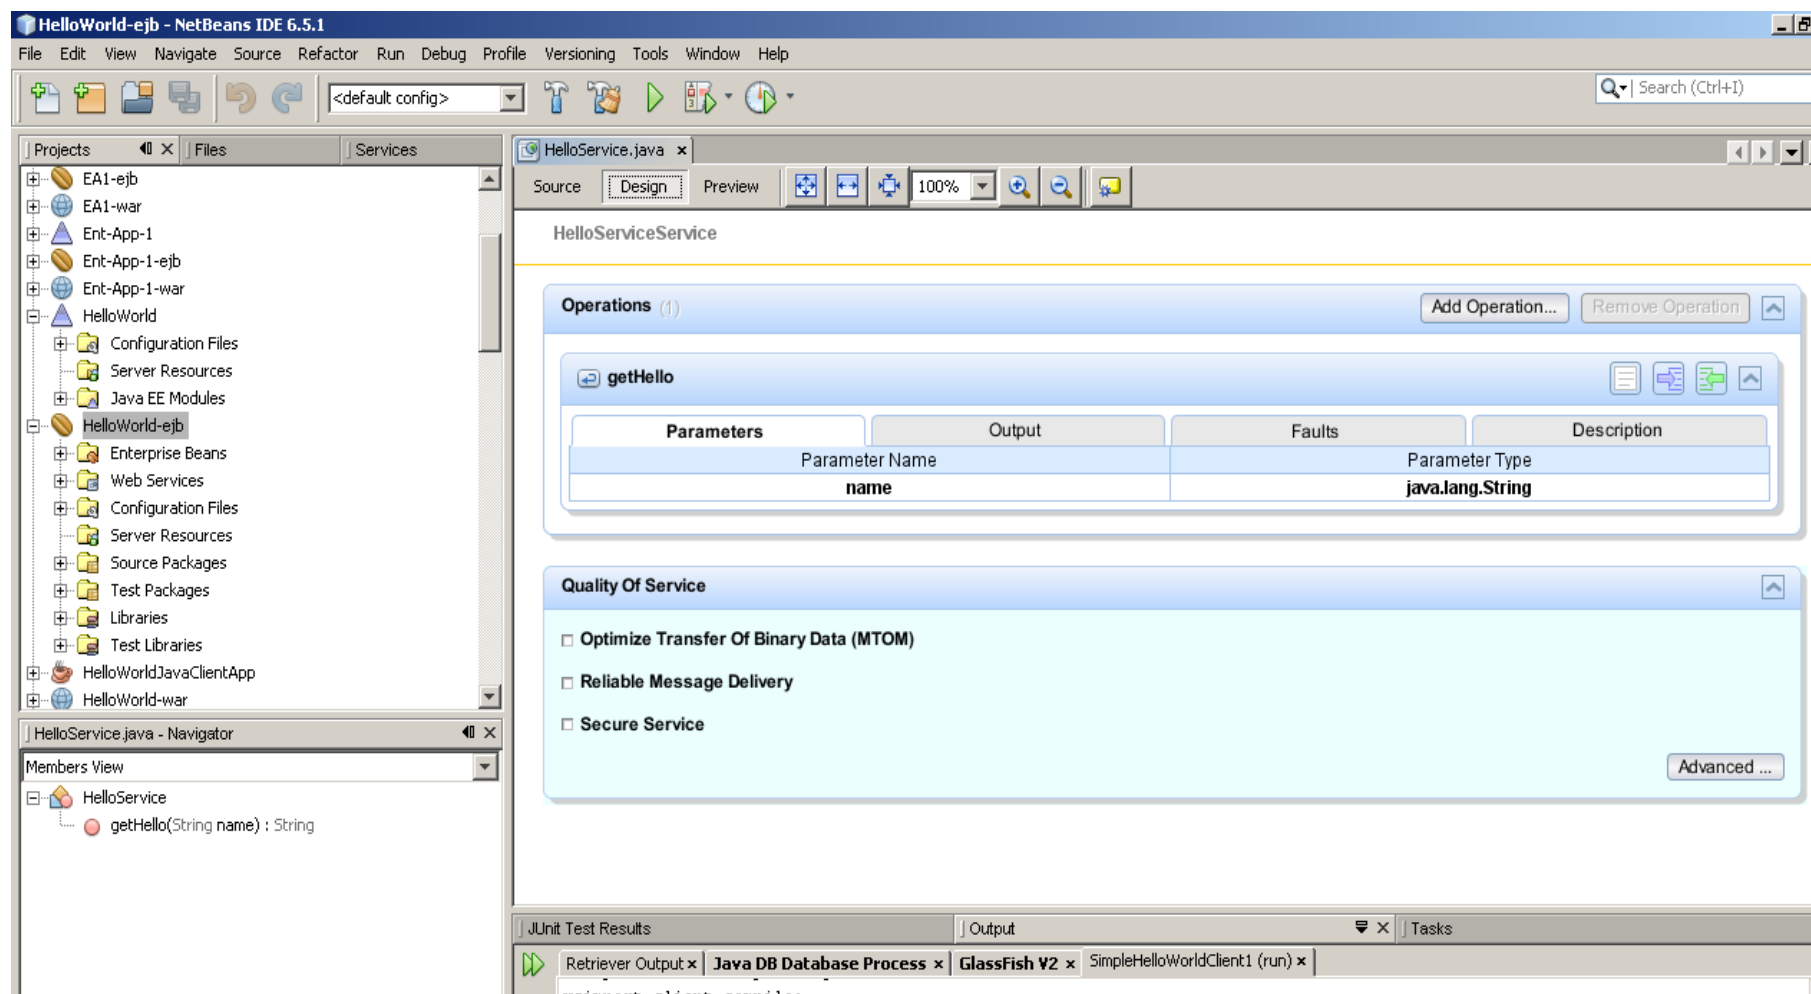 HelloWorld-ejb - NetBeans IDE 6.5.1
File Edit View Navigate Source Refactor Run Debug Profile Versioning Tools Window Help
<default config>
Search (Ctrl+I)
Projects Files Services
EA1-ejb
EA1-war
Ent-App-1
Ent-App-1-ejb
Ent-App-1-war
HelloWorld
Configuration Files
Server Resources
Java EE Modules
HelloWorld-ejb
Enterprise Beans
Web Services
Configuration Files
Server Resources
Source Packages
Test Packages
Libraries
Test Libraries
HelloWorldJavaClientApp
HelloWorld-war
HelloService.java - Navigator
Members View
HelloService
getHello(String name) : String
HelloService.java
Source Design Preview 100%
HelloServiceService
Operations (1) Add Operation... Remove Operation
getHello
Parameters Output Faults Description
Parameter Name Parameter Type
name java.lang.String
Quality Of Service
Optimize Transfer Of Binary Data (MTOM)
Reliable Message Delivery
Secure Service
Advanced ...
JUnit Test Results Output Tasks
Retriever Output Java DB Database Process GlassFish V2 SimpleHelloWorldClient1 (run)